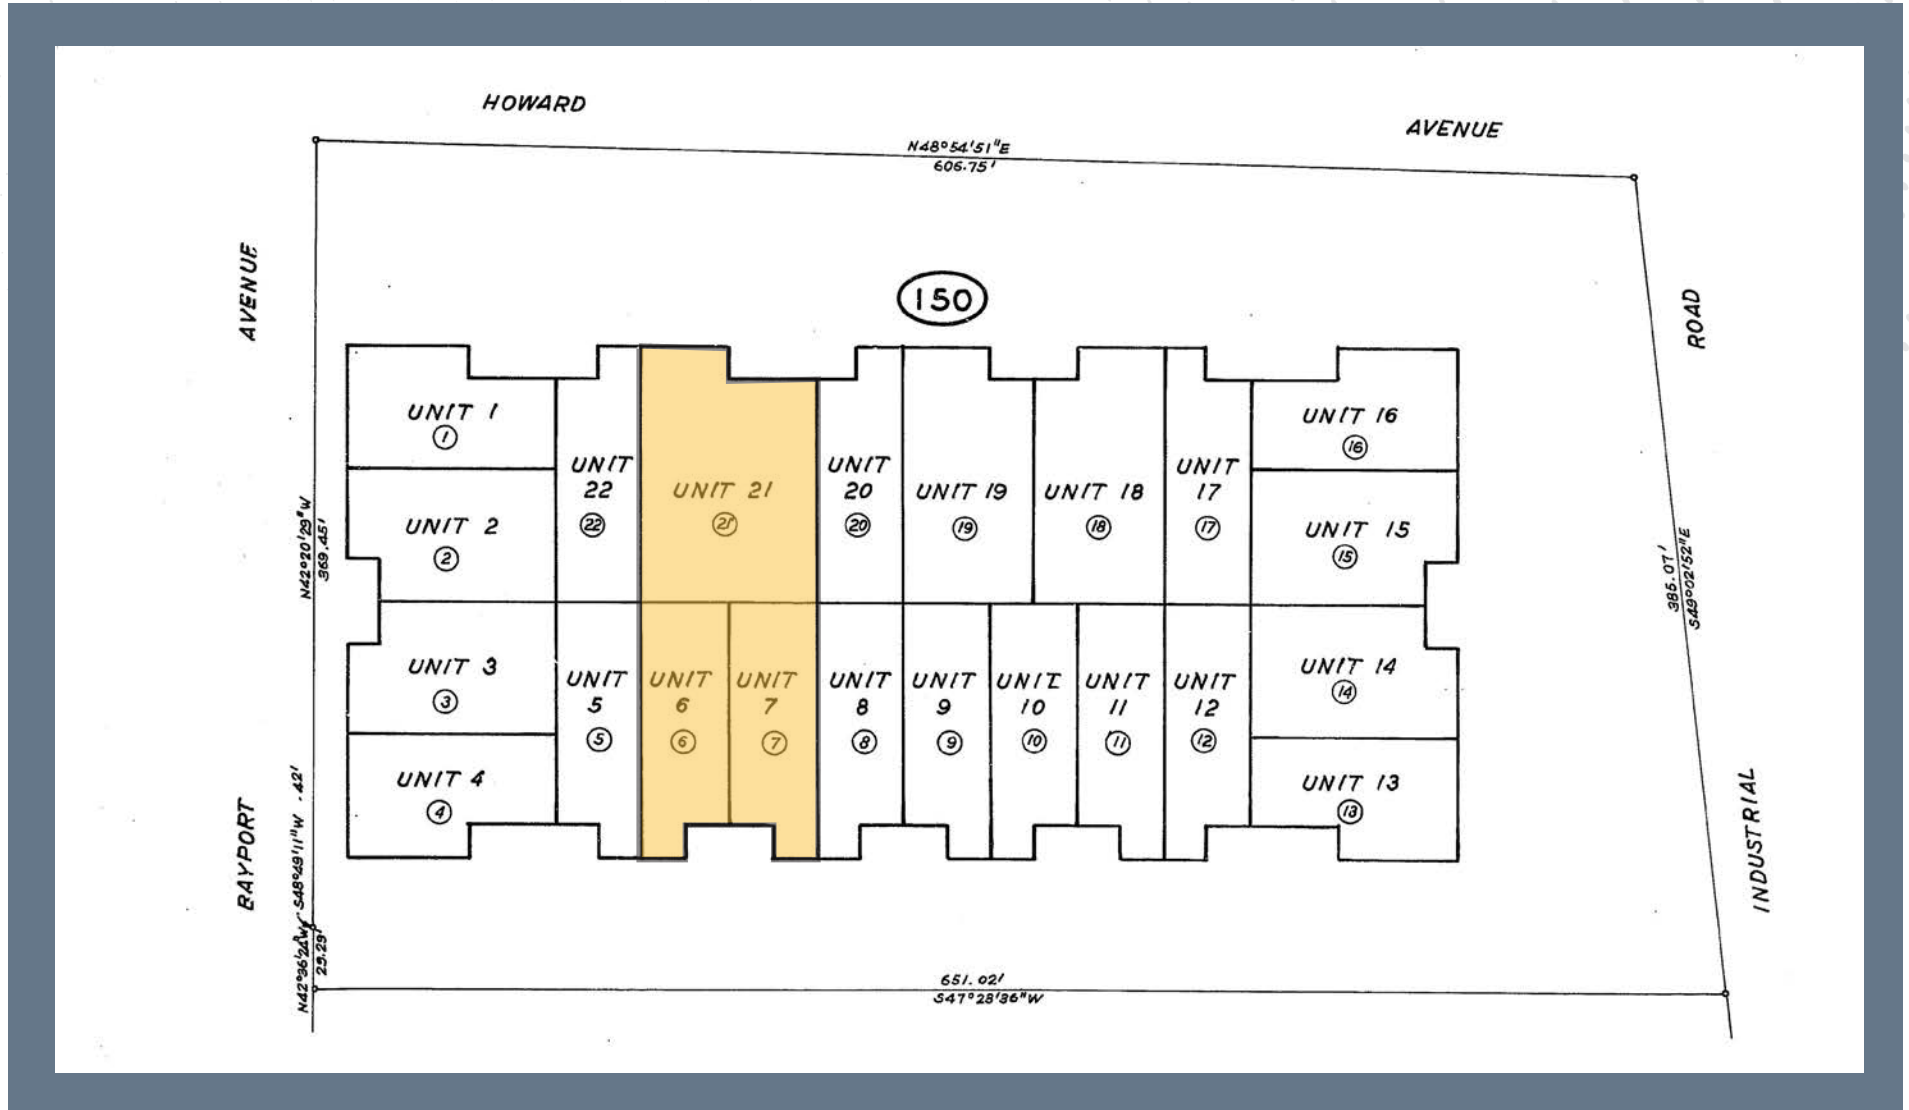 HOWARD
AVENUE
N48°54'51"E
606.75'
AVENUE
150
ROAD
UNIT 1
1
UNIT 16
16
UNIT
22
22
UNIT 21
21
UNIT
20
20
UNIT 19
19
UNIT 18
18
UNIT
17
17
UNIT 2
2
UNIT 15
15
N42°20'29"W
369.45'
385.07'
S49°02'52"E
UNIT 3
3
UNIT
5
5
UNIT
6
6
UNIT
7
7
UNIT
8
8
UNIT
9
9
UNIT
10
10
UNIT
11
11
UNIT
12
12
UNIT 14
14
UNIT 4
4
UNIT 13
13
BAYPORT
S48°49'11"W .42'
N42°36'24"W
29.29'
INDUSTRIAL
651.02'
S47°28'36"W